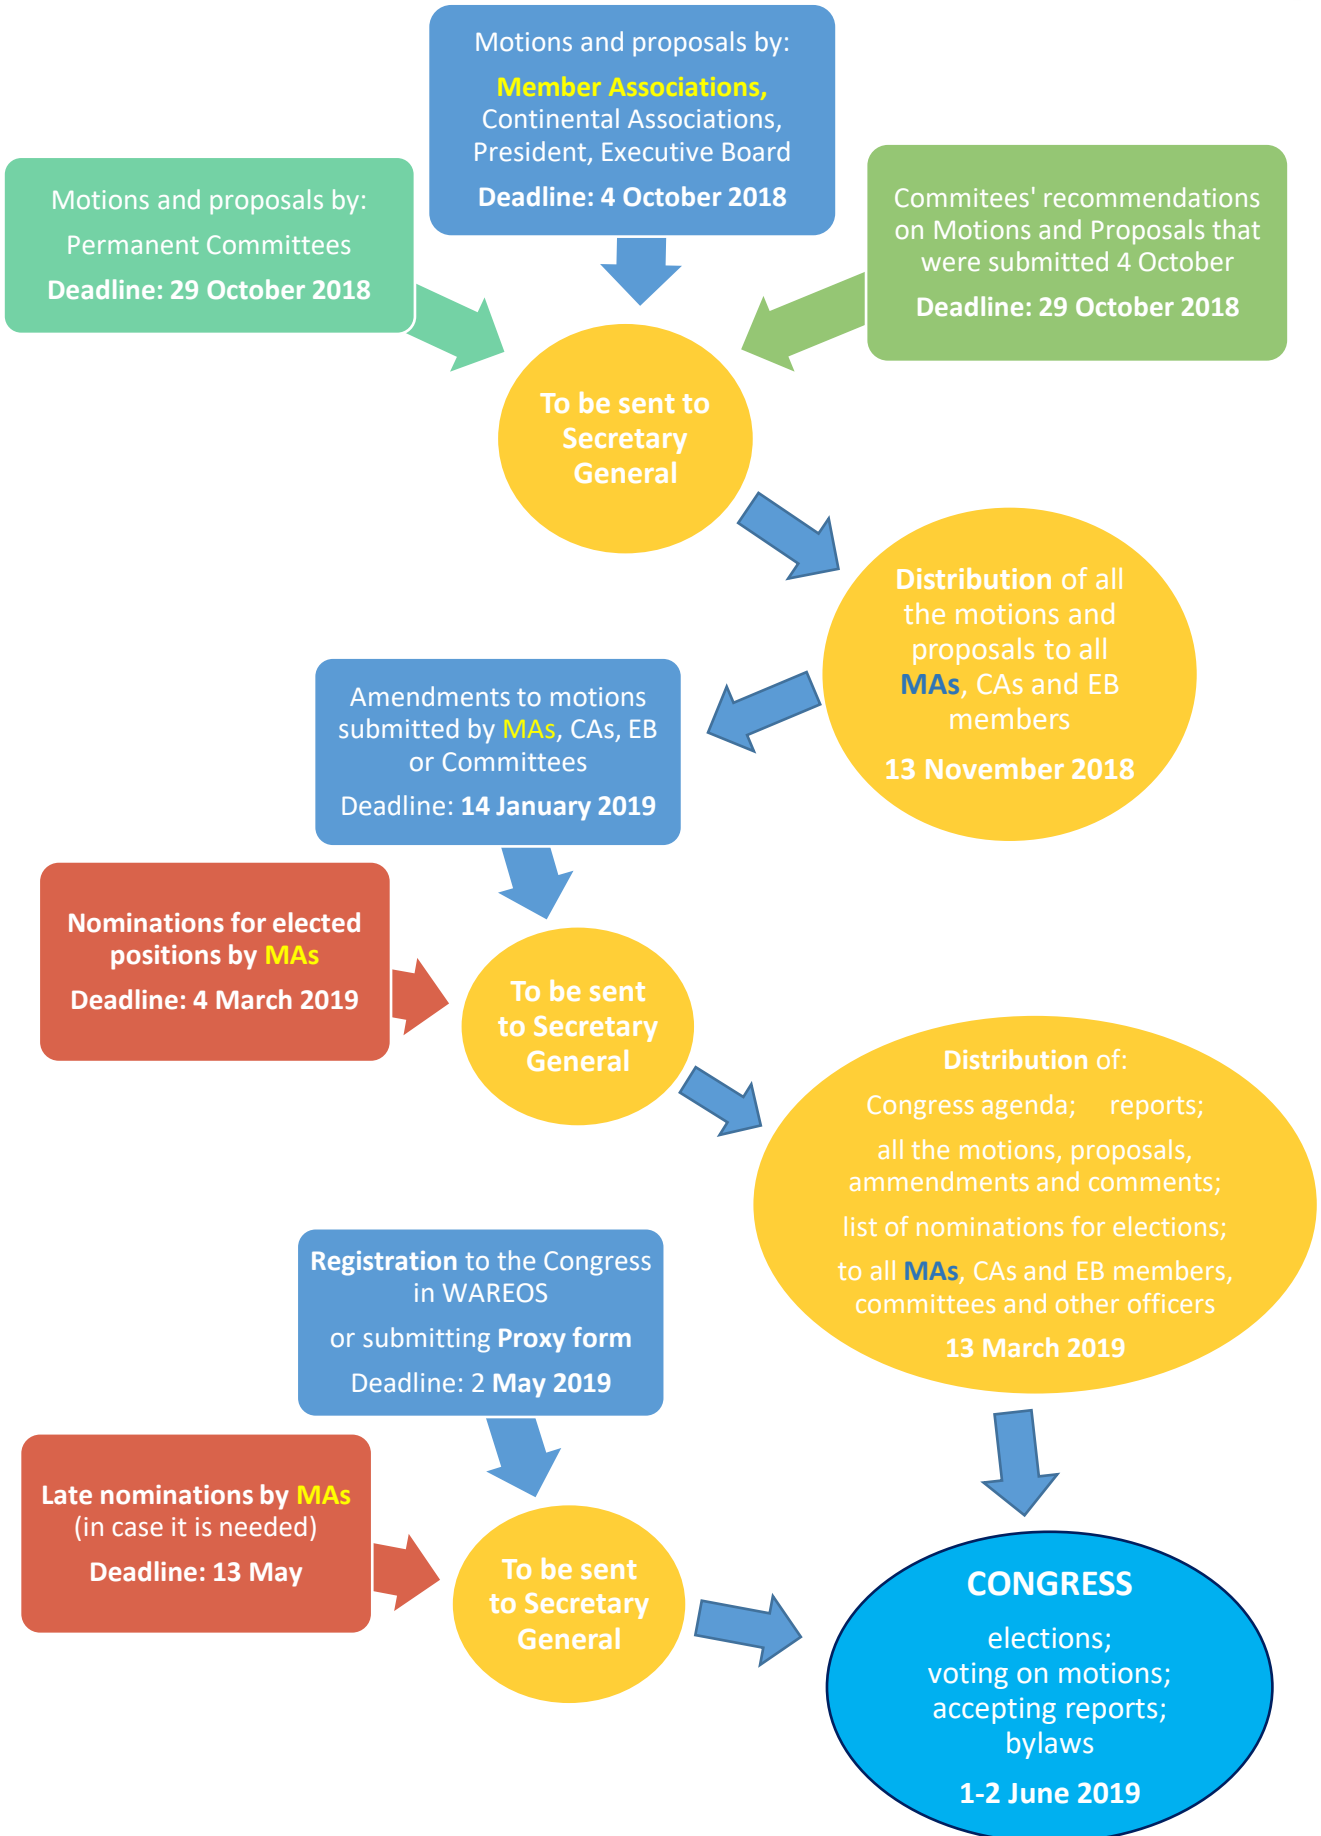 Motions and proposals by:
Member Associations,
Continental Associations,
President, Executive Board
Deadline: 4 October 2018
Motions and proposals by:
Permanent Committees
Deadline: 29 October 2018
Commitees' recommendations
on Motions and Proposals that
were submitted 4 October
Deadline: 29 October 2018
To be sent to
Secretary
General
Distribution of all
the motions and
proposals to all
MAs, CAs and EB
members
13 November 2018
Amendments to motions
submitted by MAs, CAs, EB
or Committees
Deadline: 14 January 2019
Nominations for elected
positions by MAs
Deadline: 4 March 2019
To be sent
to Secretary
General
Distribution of:
Congress agenda; reports;
all the motions, proposals,
ammendments and comments;
list of nominations for elections;
to all MAs, CAs and EB members,
committees and other officers
13 March 2019
Registration to the Congress
in WAREOS
or submitting Proxy form
Deadline: 2 May 2019
Late nominations by MAs
(in case it is needed)
Deadline: 13 May
To be sent
to Secretary
General
CONGRESS
elections;
voting on motions;
accepting reports;
bylaws
1-2 June 2019